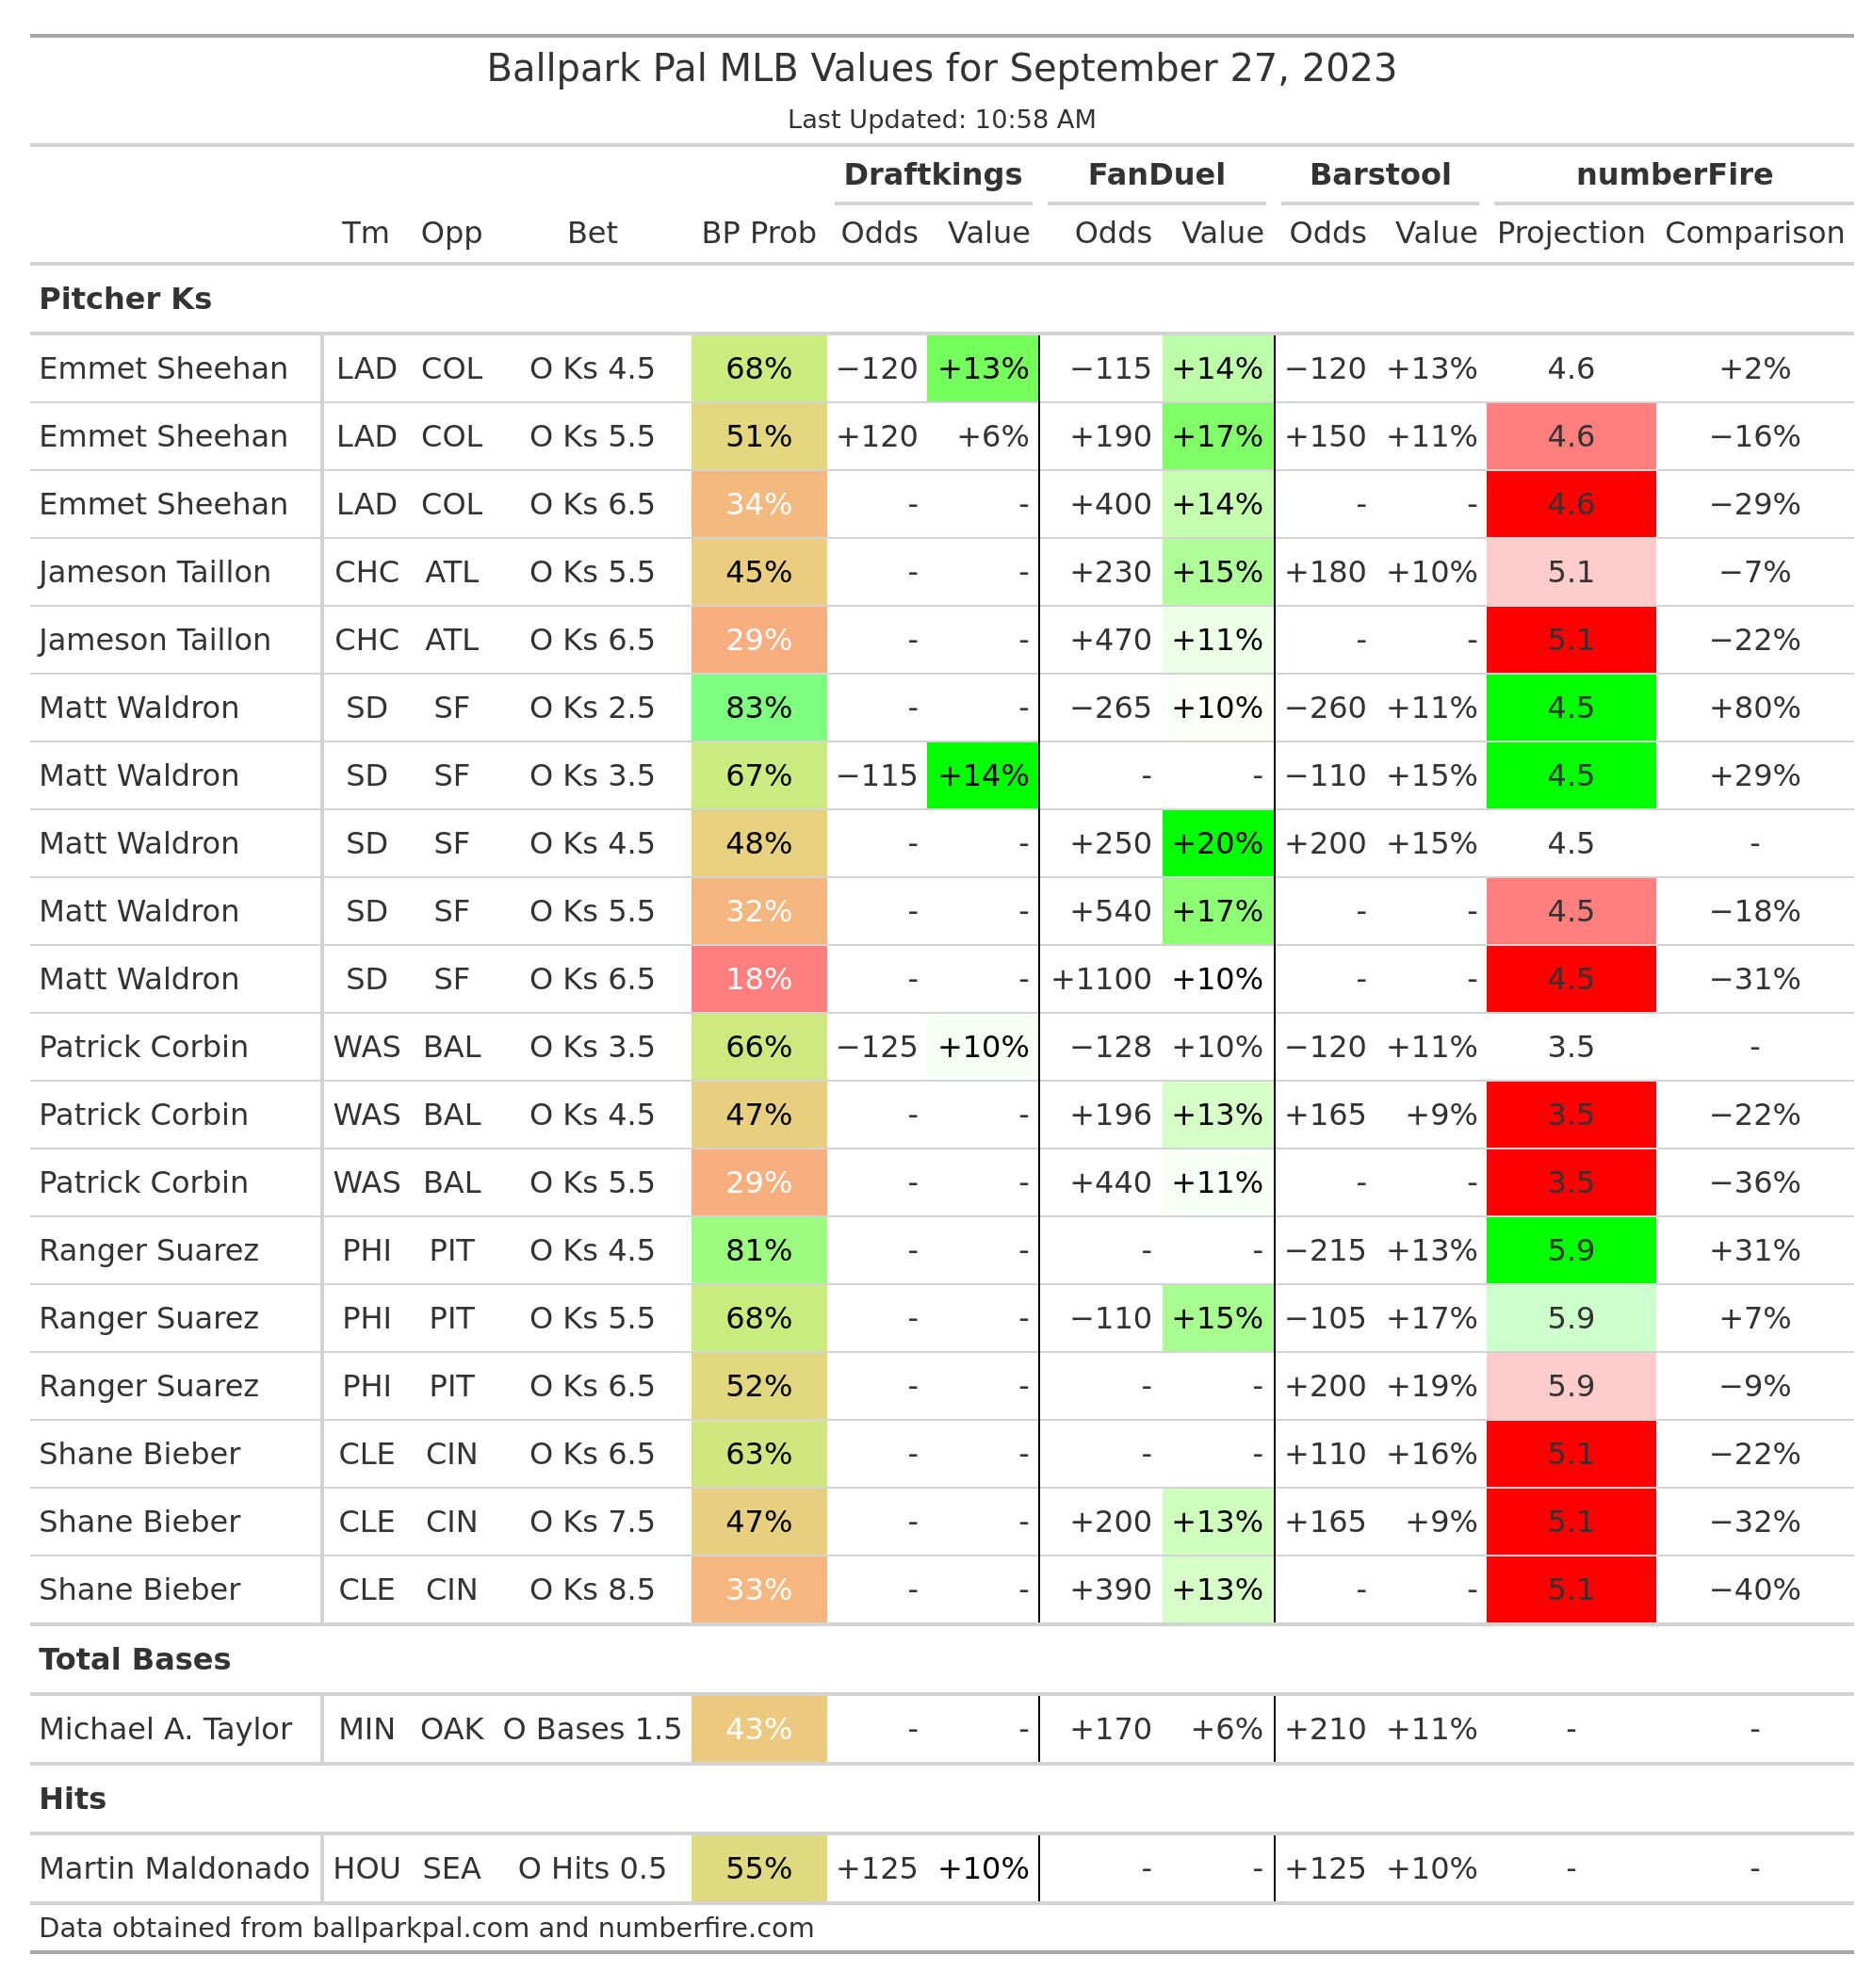 Ballpark Pal MLB Values for September 27, 2023
Last Updated: 10:58 AM
Draftkings FanDuel Barstool numberFire
Tm Opp Bet BP Prob Odds Value Odds Value Odds Value Projection Comparison
Pitcher Ks
Emmet Sheehan LAD COL O Ks 4.5 68% −120 +13% −115 +14% −120 +13% 4.6 +2%
Emmet Sheehan LAD COL O Ks 5.5 51% +120 +6% +190 +17% +150 +11% 4.6 −16%
Emmet Sheehan LAD COL O Ks 6.5 34% - - +400 +14% - - 4.6 −29%
Jameson Taillon CHC ATL O Ks 5.5 45% - - +230 +15% +180 +10% 5.1 −7%
Jameson Taillon CHC ATL O Ks 6.5 29% - - +470 +11% - - 5.1 −22%
Matt Waldron SD SF O Ks 2.5 83% - - −265 +10% −260 +11% 4.5 +80%
Matt Waldron SD SF O Ks 3.5 67% −115 +14% - - −110 +15% 4.5 +29%
Matt Waldron SD SF O Ks 4.5 48% - - +250 +20% +200 +15% 4.5 -
Matt Waldron SD SF O Ks 5.5 32% - - +540 +17% - - 4.5 −18%
Matt Waldron SD SF O Ks 6.5 18% - - +1100 +10% - - 4.5 −31%
Patrick Corbin WAS BAL O Ks 3.5 66% −125 +10% −128 +10% −120 +11% 3.5 -
Patrick Corbin WAS BAL O Ks 4.5 47% - - +196 +13% +165 +9% 3.5 −22%
Patrick Corbin WAS BAL O Ks 5.5 29% - - +440 +11% - - 3.5 −36%
Ranger Suarez PHI PIT O Ks 4.5 81% - - - - −215 +13% 5.9 +31%
Ranger Suarez PHI PIT O Ks 5.5 68% - - −110 +15% −105 +17% 5.9 +7%
Ranger Suarez PHI PIT O Ks 6.5 52% - - - - +200 +19% 5.9 −9%
Shane Bieber CLE CIN O Ks 6.5 63% - - - - +110 +16% 5.1 −22%
Shane Bieber CLE CIN O Ks 7.5 47% - - +200 +13% +165 +9% 5.1 −32%
Shane Bieber CLE CIN O Ks 8.5 33% - - +390 +13% - - 5.1 −40%
Total Bases
Michael A. Taylor MIN OAK O Bases 1.5 43% - - +170 +6% +210 +11% - -
Hits
Martin Maldonado HOU SEA O Hits 0.5 55% +125 +10% - - +125 +10% - -
Data obtained from ballparkpal.com and numberfire.com